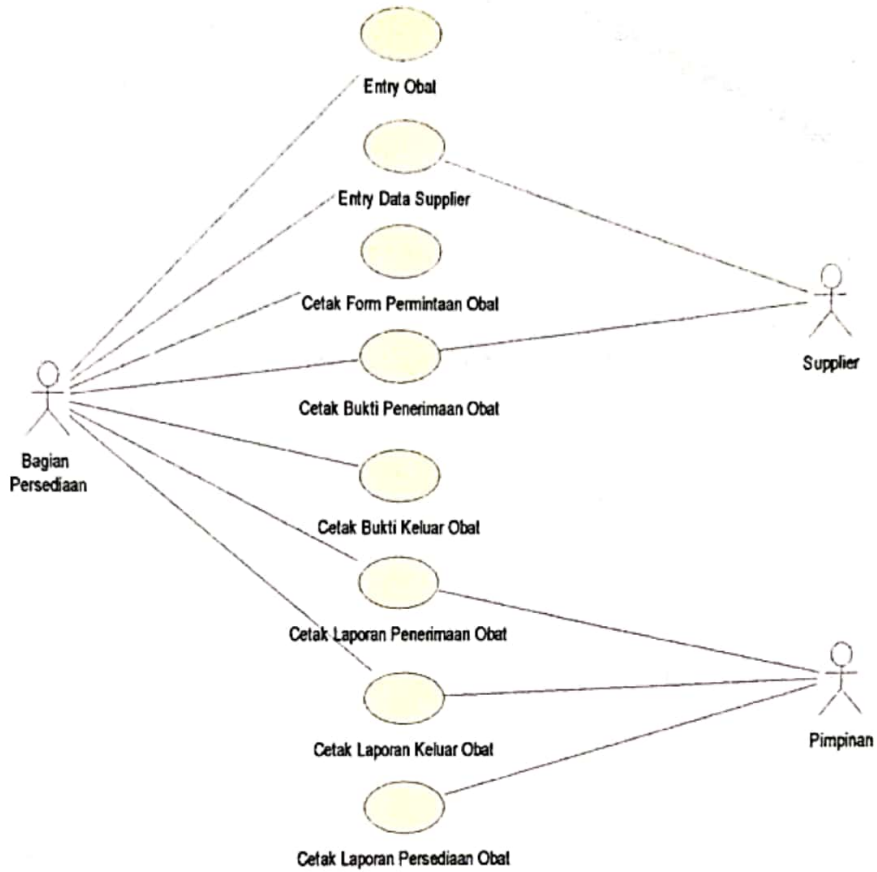 Entry Obat
Entry Data Supplier
Cetak Form Permintaan Obat
Supplier
Cetak Bukti Penerimaan Obat
Bagian
Persediaan
Cetak Bukti Keluar Obat
Cetak Laporan Penerimaan Obat
Pimpinan
Cetak Laporan Keluar Obat
Cetak Laporan Persediaan Obat